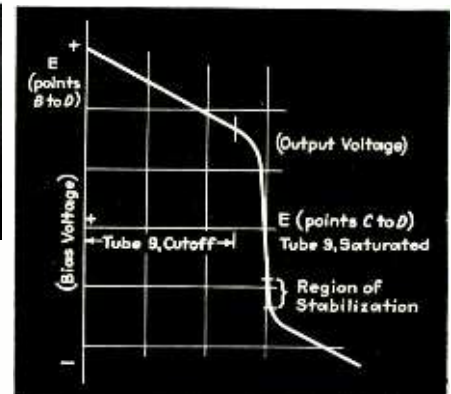 +
E
(points
B to D)
(Output Voltage)
(Bias Voltage)
+
E (points C to D)
Tube 9, Cutoff
Tube 9, Saturated
Region of
Stabilization
−